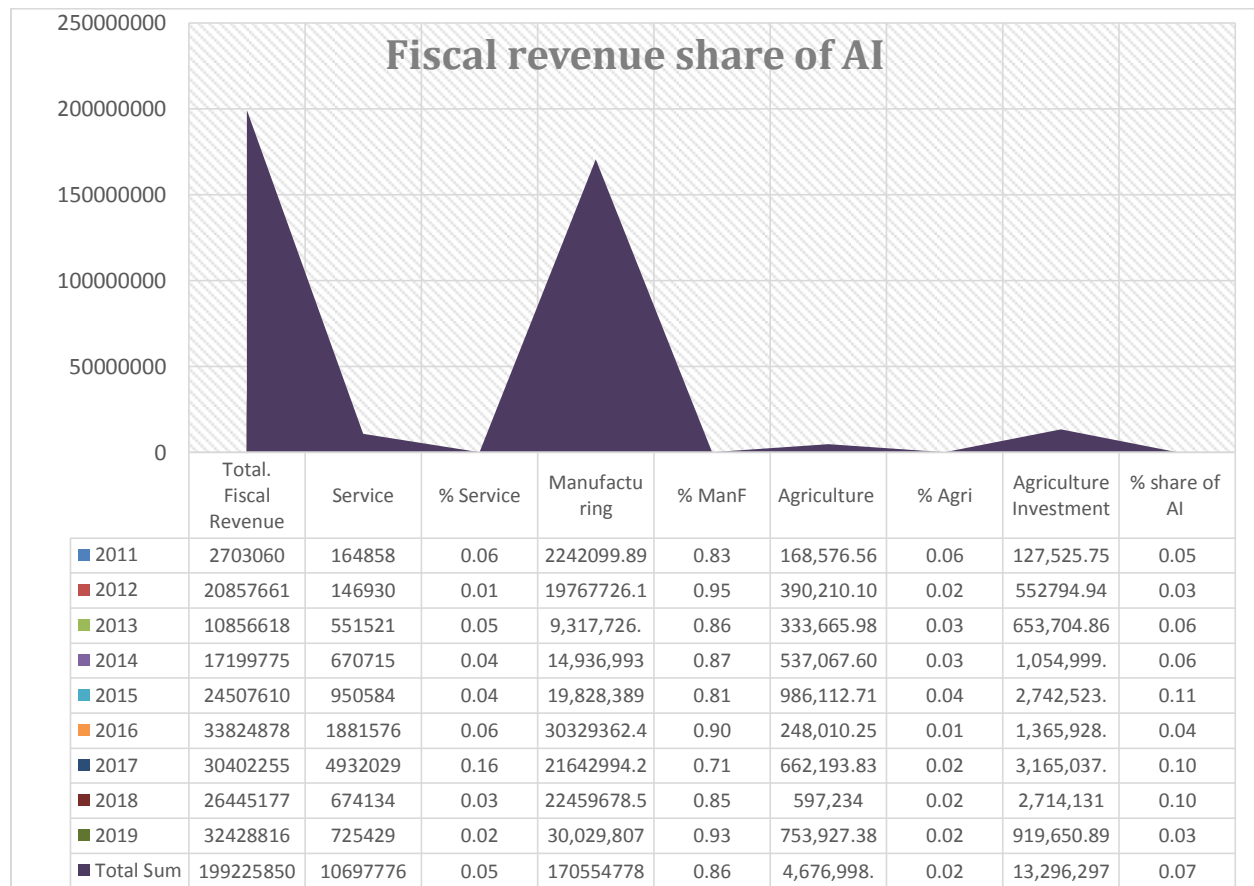 Fiscal revenue share of AI
250000000
200000000
150000000
100000000
50000000
0
Total. Fiscal Revenue Service % Service Manufactu ring % ManF Agriculture % Agri Agriculture Investment % share of AI
2011 2703060 164858 0.06 2242099.89 0.83 168,576.56 0.06 127,525.75 0.05
2012 20857661 146930 0.01 19767726.1 0.95 390,210.10 0.02 552794.94 0.03
2013 10856618 551521 0.05 9,317,726. 0.86 333,665.98 0.03 653,704.86 0.06
2014 17199775 670715 0.04 14,936,993 0.87 537,067.60 0.03 1,054,999. 0.06
2015 24507610 950584 0.04 19,828,389 0.81 986,112.71 0.04 2,742,523. 0.11
2016 33824878 1881576 0.06 30329362.4 0.90 248,010.25 0.01 1,365,928. 0.04
2017 30402255 4932029 0.16 21642994.2 0.71 662,193.83 0.02 3,165,037. 0.10
2018 26445177 674134 0.03 22459678.5 0.85 597,234 0.02 2,714,131 0.10
2019 32428816 725429 0.02 30,029,807 0.93 753,927.38 0.02 919,650.89 0.03
Total Sum 199225850 10697776 0.05 170554778 0.86 4,676,998. 0.02 13,296,297 0.07